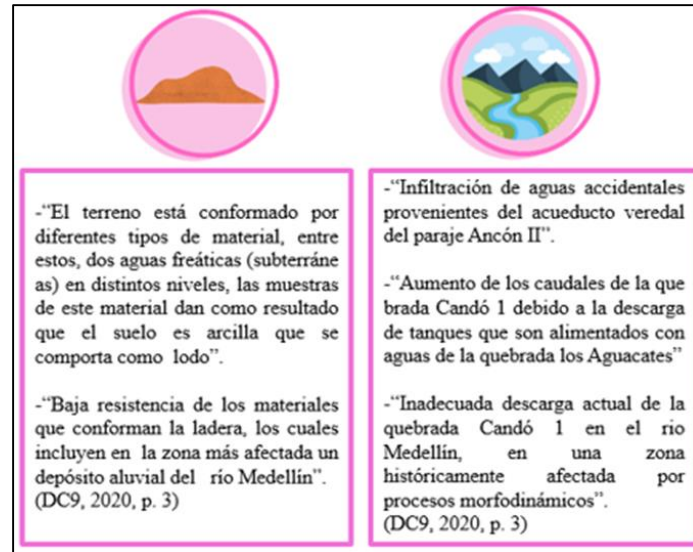 -“El terreno está conformado por
diferentes tipos de material, entre
estos, dos aguas freáticas (subterráne
as) en distintos niveles, las muestras
de este material dan como resultado
que el suelo es arcilla que se
comporta como lodo”.
-“Baja resistencia de los materiales
que conforman la ladera, los cuales
incluyen en la zona más afectada un
depósito aluvial del río Medellín”.
(DC9, 2020, p. 3)
-“Infiltración de aguas accidentales
provenientes del acueducto veredal
del paraje Ancón II”.
-“Aumento de los caudales de la que
brada Candó 1 debido a la descarga
de tanques que son alimentados con
aguas de la quebrada los Aguacates”
-“Inadecuada descarga actual de la
quebrada Candó 1 en el rio
Medellín, en una zona
históricamente afectada por
procesos morfodinámicos”.
(DC9, 2020, p. 3)